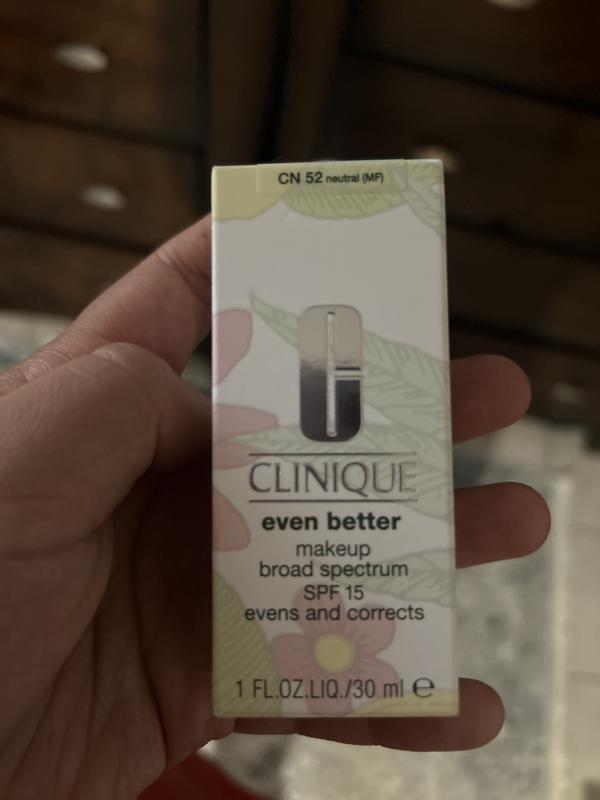 CN 52 neutral (MF)
CLINIQUE
even better
makeup
broad spectrum
SPF 15
evens and corrects
1 FL.OZ.LIQ./30 ml ℮